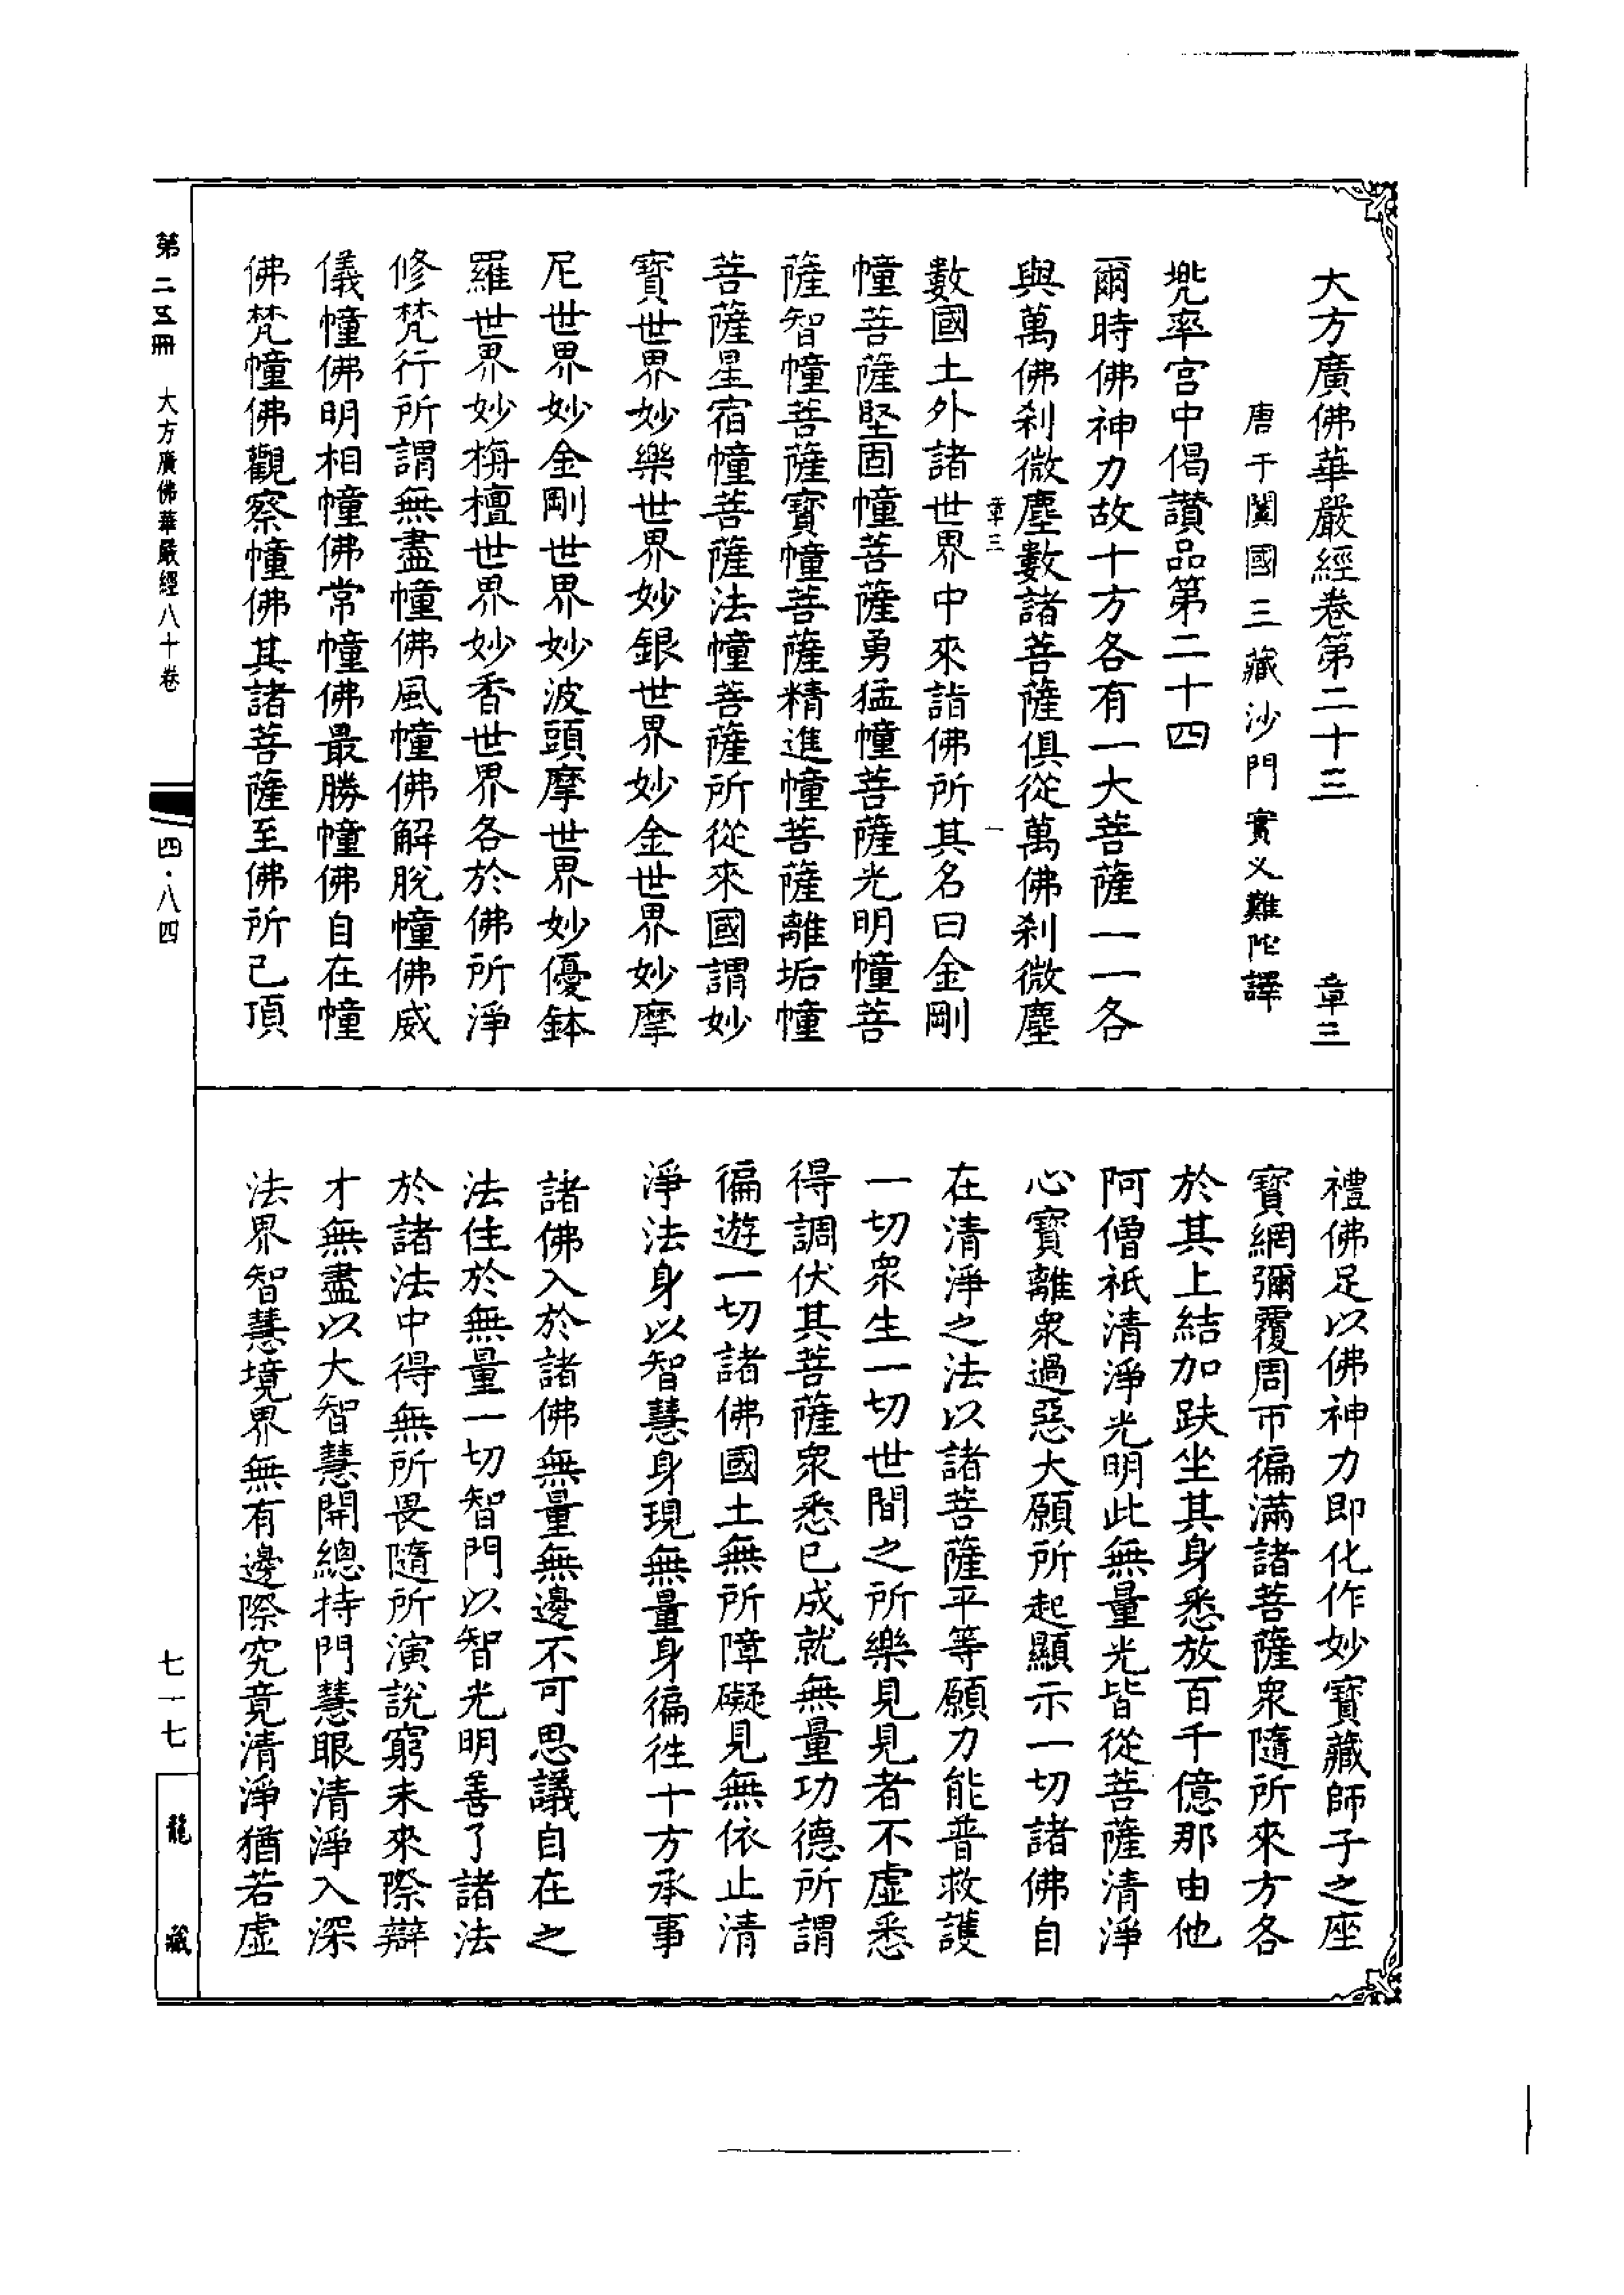 大方廣佛華嚴經卷第二十三　章三
唐于闐國三藏沙門實叉難陀譯
兜率宮中偈讚品第二十四
爾時佛神力故十方各有一大菩薩一一各
與萬佛剎微塵數諸菩薩俱從萬佛剎微塵
章三　一
數國土外諸世界中來詣佛所其名曰金剛
幢菩薩堅固幢菩薩勇猛幢菩薩光明幢菩
薩智幢菩薩寶幢菩薩精進幢菩薩離垢幢
菩薩星宿幢菩薩法幢菩薩所從來國謂妙
寶世界妙樂世界妙銀世界妙金世界妙摩
尼世界妙金剛世界妙波頭摩世界妙優鉢
羅世界妙栴檀世界妙香世界各於佛所淨
修梵行所謂無盡幢佛風幢佛解脫幢佛威
儀幢佛明相幢佛常幢佛最勝幢佛自在幢
佛梵幢佛觀察幢佛其諸菩薩至佛所已頂
禮佛足以佛神力即化作妙寶藏師子之座
寶網彌覆周帀徧滿諸菩薩衆隨所來方各
於其上結加趺坐其身悉放百千億那由他
阿僧祇清淨光明此無量光皆從菩薩清淨
心寶離衆過惡大願所起顯示一切諸佛自
在清淨之法以諸菩薩平等願力能普救護
一切衆生一切世間之所樂見見者不虛悉
得調伏其菩薩衆悉已成就無量功德所謂
徧遊一切諸佛國土無所障礙見無依止清
淨法身以智慧身現無量身徧徃十方承事
諸佛入於諸佛無量無邊不可思議自在之
法住於無量一切智門以智光明善了諸法
於諸法中得無所畏隨所演說窮未來際辯
才無盡以大智慧開總持門慧眼清淨入深
法界智慧境界無有邊際究竟清淨猶若虛
第二五冊　大方廣佛華嚴經八十卷
四·八四
七一七
龍藏